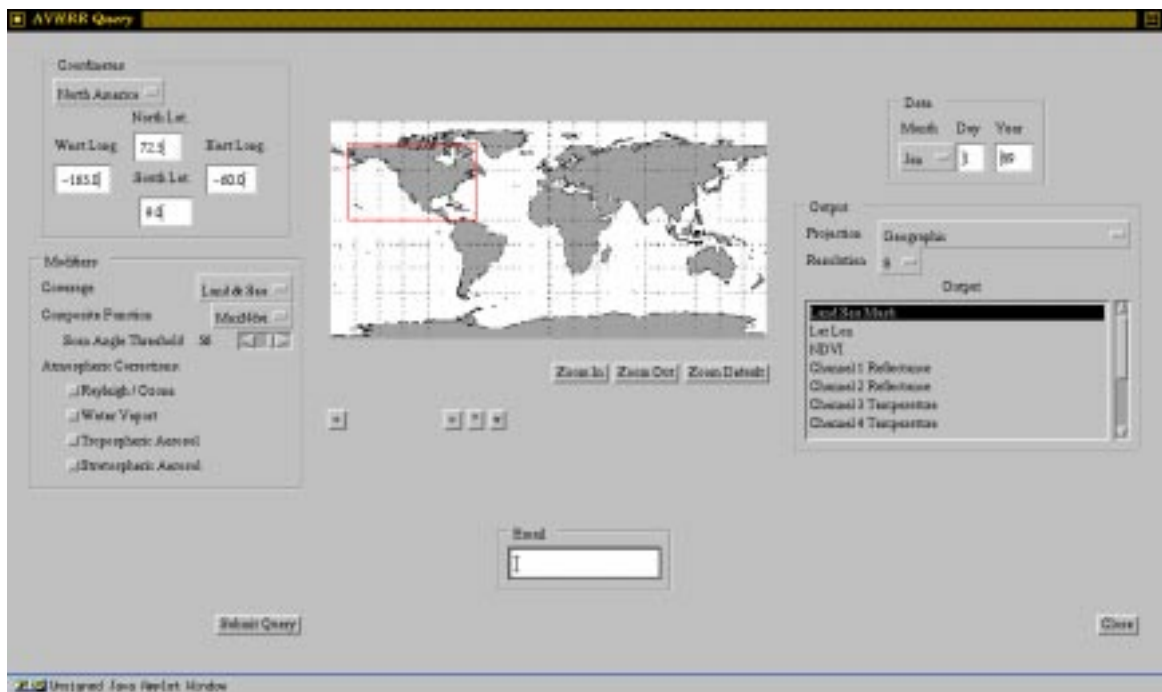 AVHRR Query
Coordinates
North America
North Lat.
West Long
72.5
East Long
-165.0
South Lat
-60.0
Modifiers
Coverage
Land & Sea
Composite Function
Scan Angle Threshold
Atmospheric Corrections
Rayleigh / Ozone
Water Vapor
Tropospheric Aerosol
Stratospheric Aerosol
Zoom In
Zoom Out
Zoom Default
Date
Month Day Year
Jan
1
89
Output
Projection
Geographic
Resolution
8
Output
Land Sea Mask
Lat Lon
NDVI
Channel 1 Reflectance
Channel 2 Reflectance
Channel 3 Temperature
Channel 4 Temperature
Email
Submit Query
Close
Unsigned Java Applet Window